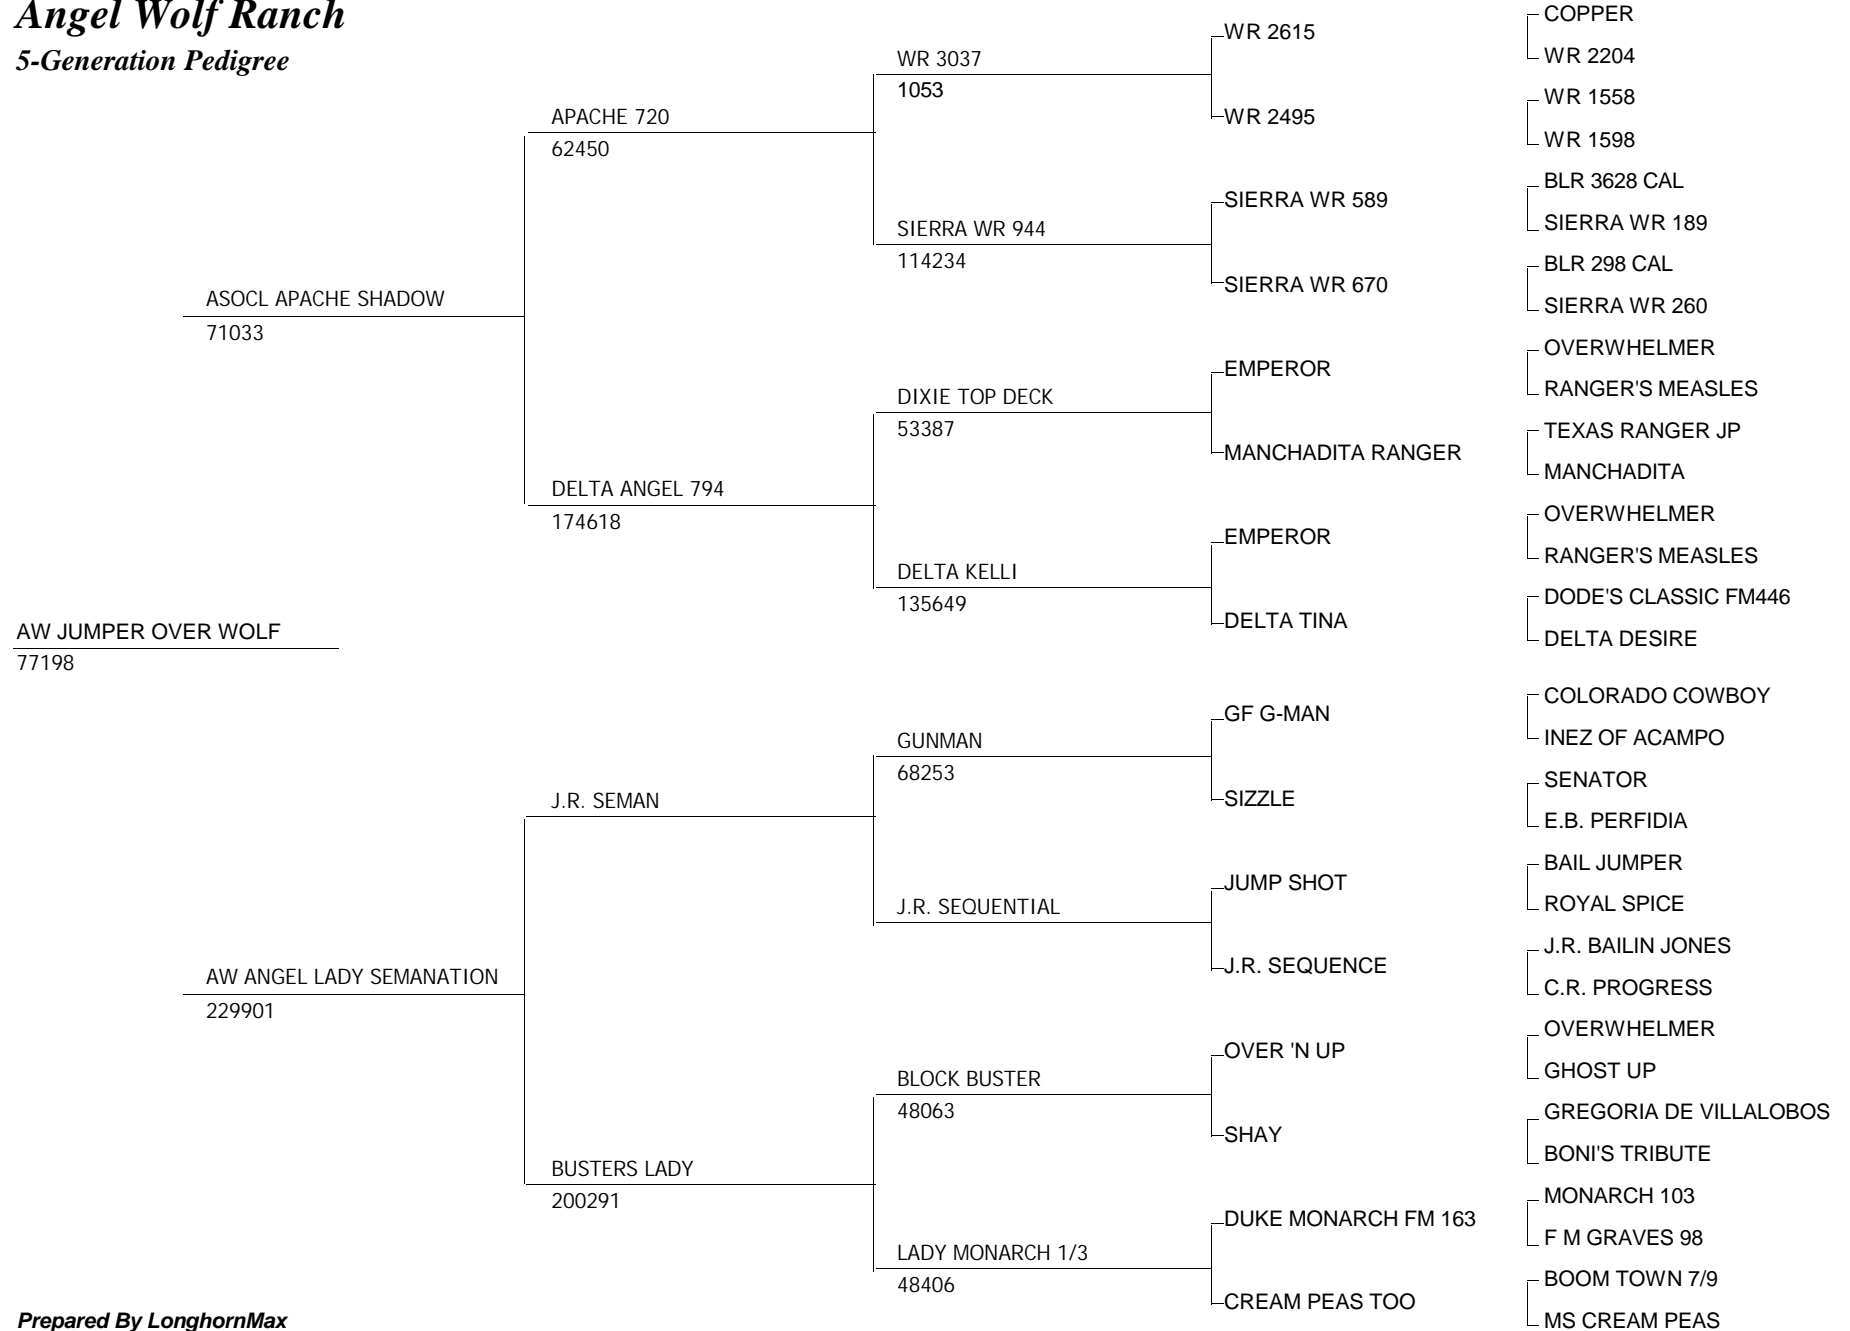 Angel Wolf Ranch
5-Generation Pedigree
AW JUMPER OVER WOLF
77198
ASOCL APACHE SHADOW
71033
AW ANGEL LADY SEMANATION
229901
APACHE 720
62450
DELTA ANGEL 794
174618
J.R. SEMAN
BUSTERS LADY
200291
WR 3037
1053
SIERRA WR 944
114234
DIXIE TOP DECK
53387
DELTA KELLI
135649
GUNMAN
68253
J.R. SEQUENTIAL
BLOCK BUSTER
48063
LADY MONARCH 1/3
48406
WR 2615
WR 2495
SIERRA WR 589
SIERRA WR 670
EMPEROR
MANCHADITA RANGER
EMPEROR
DELTA TINA
GF G-MAN
SIZZLE
JUMP SHOT
J.R. SEQUENCE
OVER 'N UP
SHAY
DUKE MONARCH FM 163
CREAM PEAS TOO
COPPER
WR 2204
WR 1558
WR 1598
BLR 3628 CAL
SIERRA WR 189
BLR 298 CAL
SIERRA WR 260
OVERWHELMER
RANGER'S MEASLES
TEXAS RANGER JP
MANCHADITA
OVERWHELMER
RANGER'S MEASLES
DODE'S CLASSIC FM446
DELTA DESIRE
COLORADO COWBOY
INEZ OF ACAMPO
SENATOR
E.B. PERFIDIA
BAIL JUMPER
ROYAL SPICE
J.R. BAILIN JONES
C.R. PROGRESS
OVERWHELMER
GHOST UP
GREGORIA DE VILLALOBOS
BONI'S TRIBUTE
MONARCH 103
F M GRAVES 98
BOOM TOWN 7/9
MS CREAM PEAS
Prepared By LonghornMax